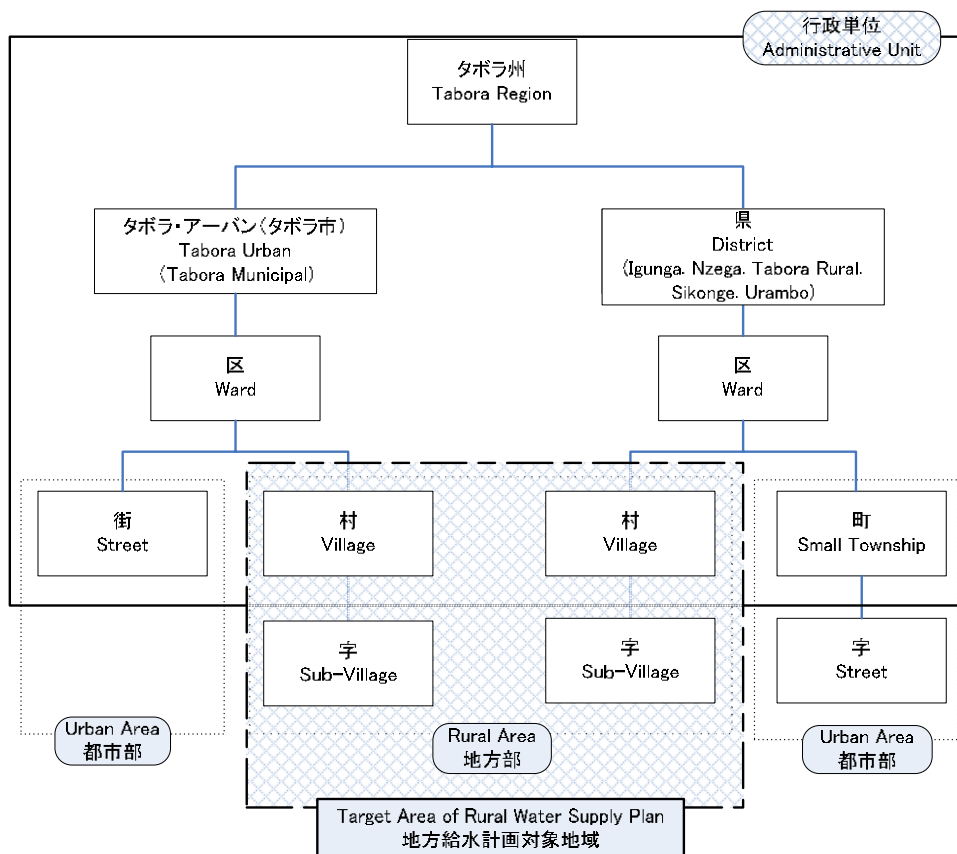 行政単位
Administrative Unit
タボラ州
Tabora Region
タボラ・アーバン(タボラ市)
Tabora Urban
(Tabora Municipal)
県
District
(Igunga. Nzega. Tabora Rural.
Sikonge. Urambo)
区
Ward
区
Ward
街
Street
村
Village
村
Village
町
Small Township
字
Sub-Village
字
Sub-Village
字
Street
Urban Area
都市部
Rural Area
地方部
Urban Area
都市部
Target Area of Rural Water Supply Plan
地方給水計画対象地域